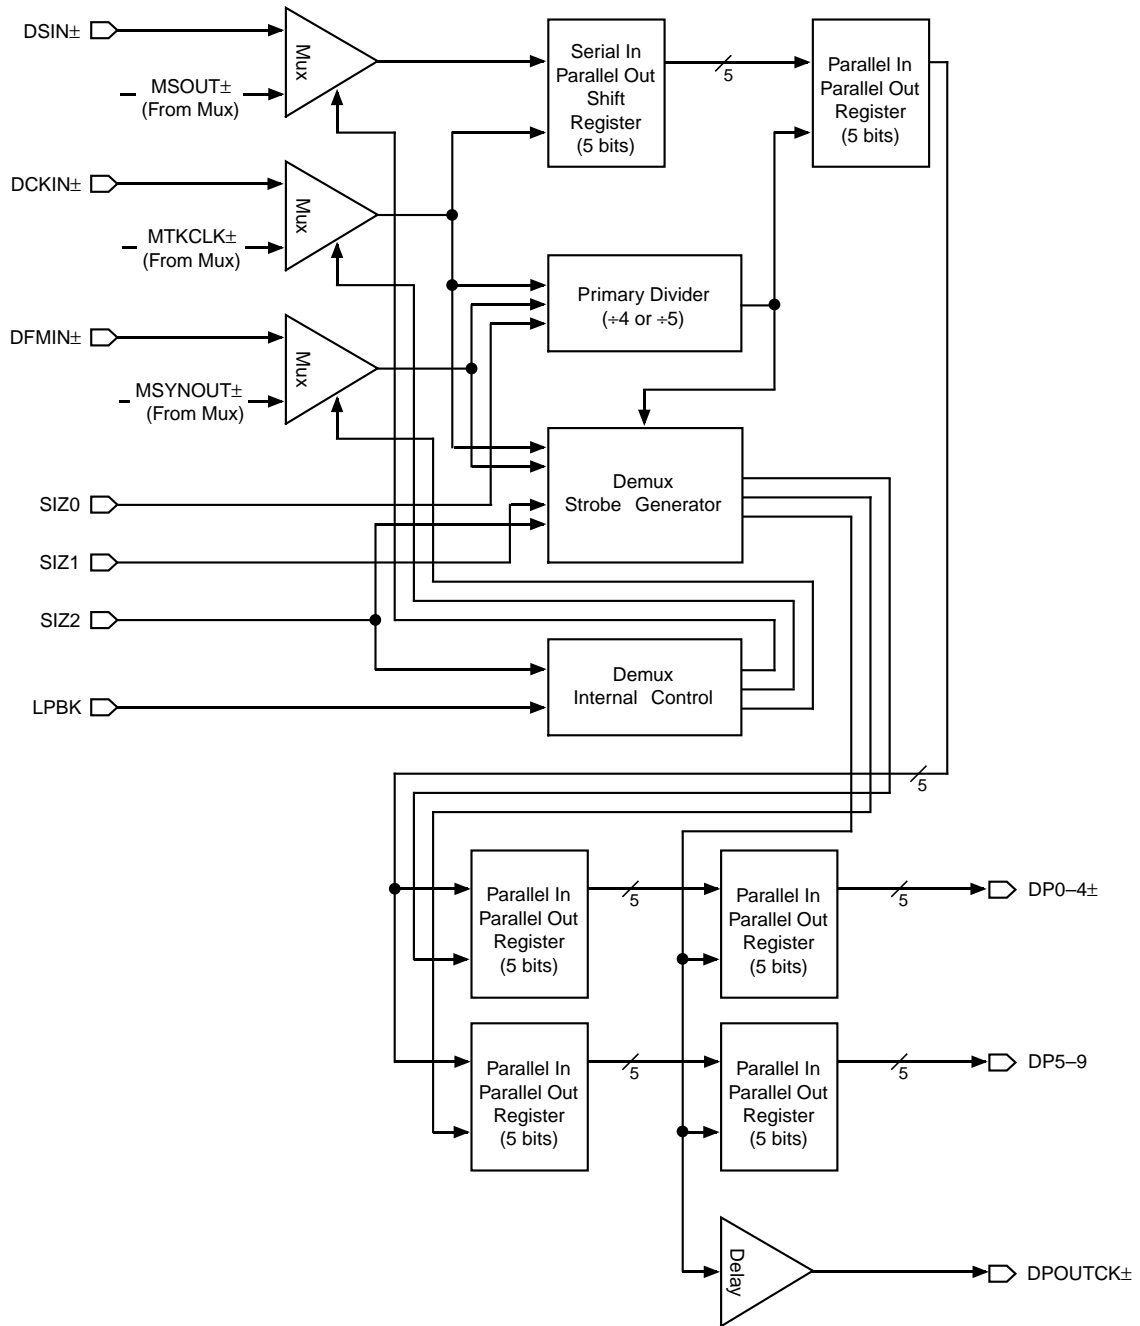 DSIN±
Mux
MSOUT±
(From Mux)
Serial In
Parallel Out
Shift
Register
(5 bits)
5
Parallel In
Parallel Out
Register
(5 bits)
DCKIN±
Mux
MTKCLK±
(From Mux)
Primary Divider
(÷4 or ÷5)
DFMIN±
Mux
MSYNOUT±
(From Mux)
Demux
Strobe Generator
SIZ0
SIZ1
SIZ2
Demux
Internal Control
LPBK
5
Parallel In
Parallel Out
Register
(5 bits)
5
Parallel In
Parallel Out
Register
(5 bits)
5
DP0–4±
Parallel In
Parallel Out
Register
(5 bits)
5
Parallel In
Parallel Out
Register
(5 bits)
5
DP5–9
Delay
DPOUTCK±